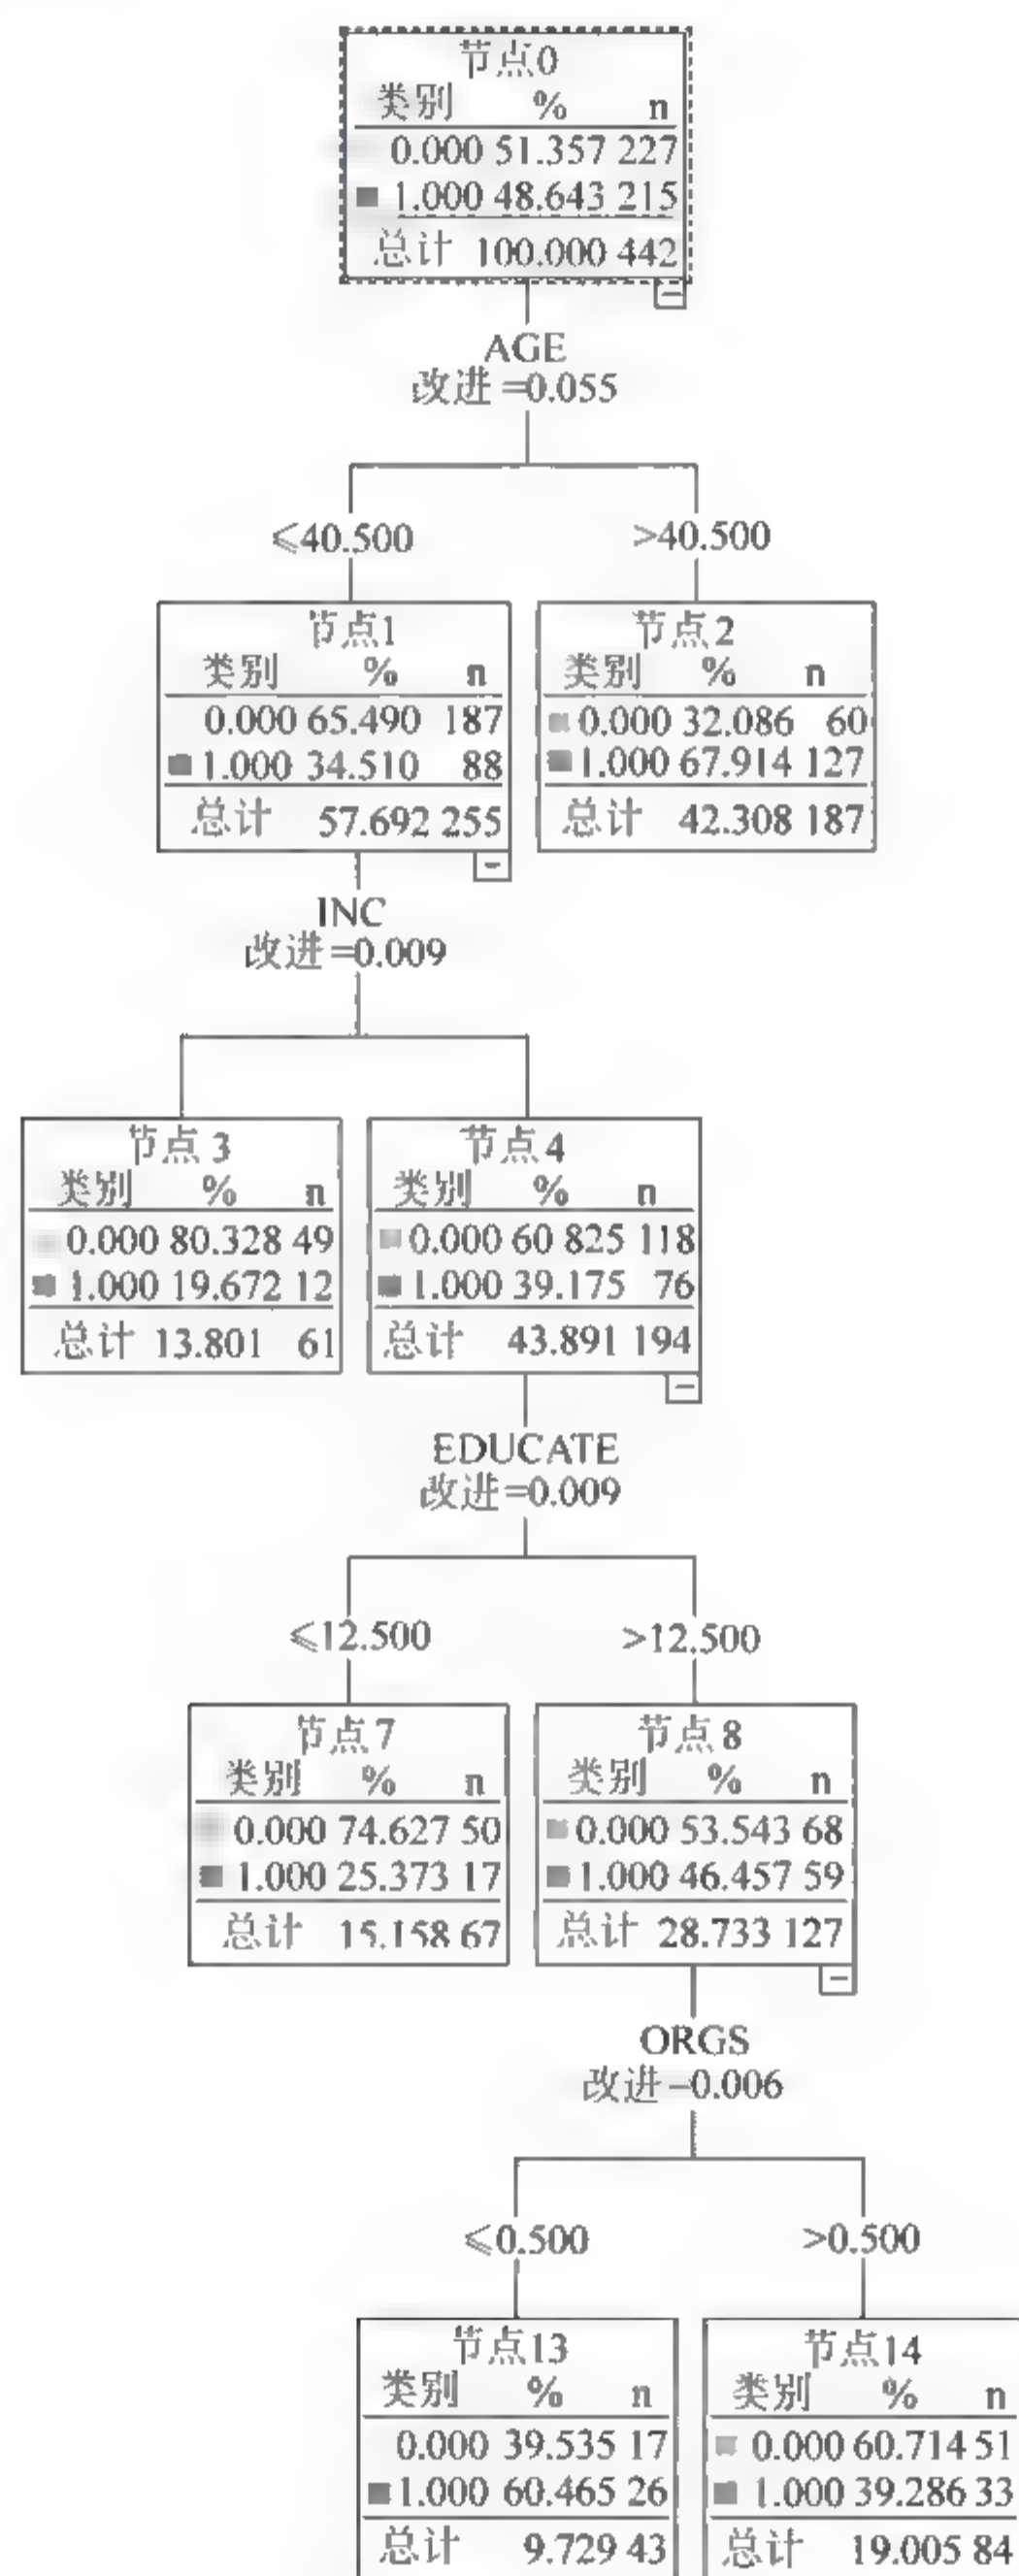 节点0
类别 % n
0.000 51.357 227
1.000 48.643 215
总计 100.000 442
AGE
改进=0.055
≤40.500
>40.500
节点1
类别 % n
0.000 65.490 187
1.000 34.510 88
总计 57.692 255
节点2
类别 % n
0.000 32.086 60
1.000 67.914 127
总计 42.308 187
INC
改进=0.009
节点 3
类别 % n
0.000 80.328 49
1.000 19.672 12
总计 13.801 61
节点4
类别 % n
0.000 60 825 118
1.000 39.175 76
总计 43.891 194
EDUCATE
改进=0.009
≤12.500
>12.500
节点7
类别 % n
0.000 74.627 50
1.000 25.373 17
总计 15.158 67
节点 8
类别 % n
0.000 53.543 68
1.000 46.457 59
总计 28.733 127
ORGS
改进–0.006
≤0.500
>0.500
节点13
类别 % n
0.000 39.535 17
1.000 60.465 26
总计 9.729 43
节点14
类别 % n
0.000 60.714 51
1.000 39.286 33
总计 19.005 84